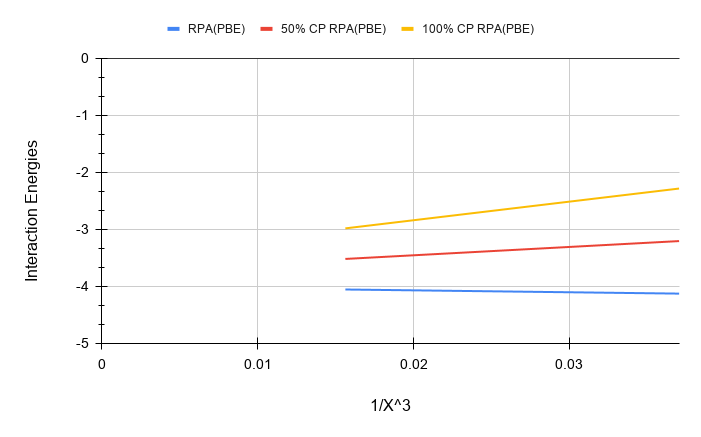 RPA(PBE) 50% CP RPA(PBE) 100% CP RPA(PBE)
0
-1
-2
-3
-4
-5
Interaction Energies
0 0.01 0.02 0.03
1/X^3